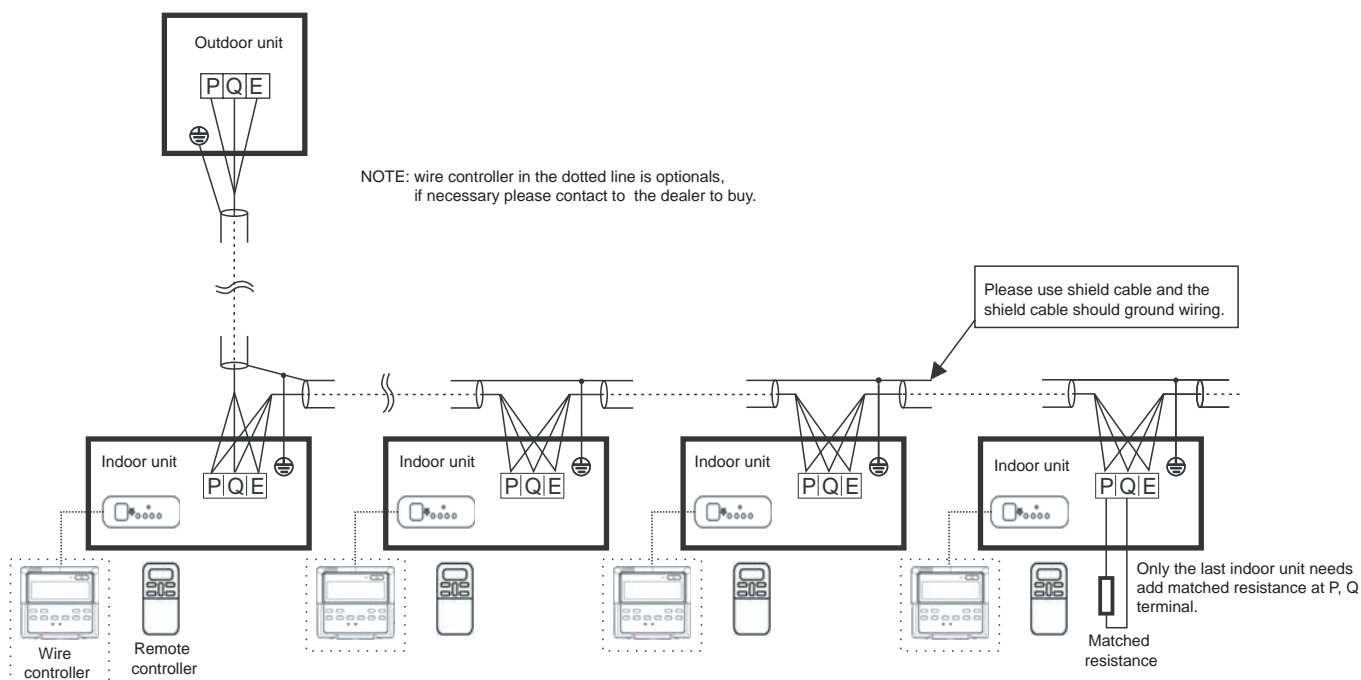 Outdoor unit
P Q E
NOTE: wire controller in the dotted line is optionals,
if necessary please contact to the dealer to buy.
Please use shield cable and the
shield cable should ground wiring.
Indoor unit
P Q E
Indoor unit
P Q E
Indoor unit
P Q E
Indoor unit
P Q E
Only the last indoor unit needs
add matched resistance at P, Q
terminal.
Wire
controller
Remote
controller
Matched
resistance